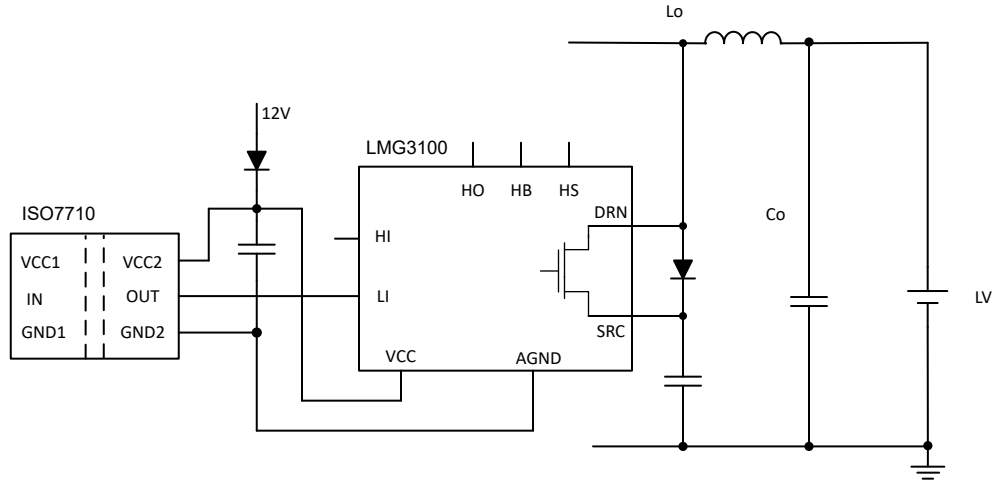 Lo
12V
LMG3100
HO HB HS
ISO7710
DRN
Co
HI
VCC1 VCC2
IN OUT LI
LV
GND1 GND2
SRC
VCC AGND